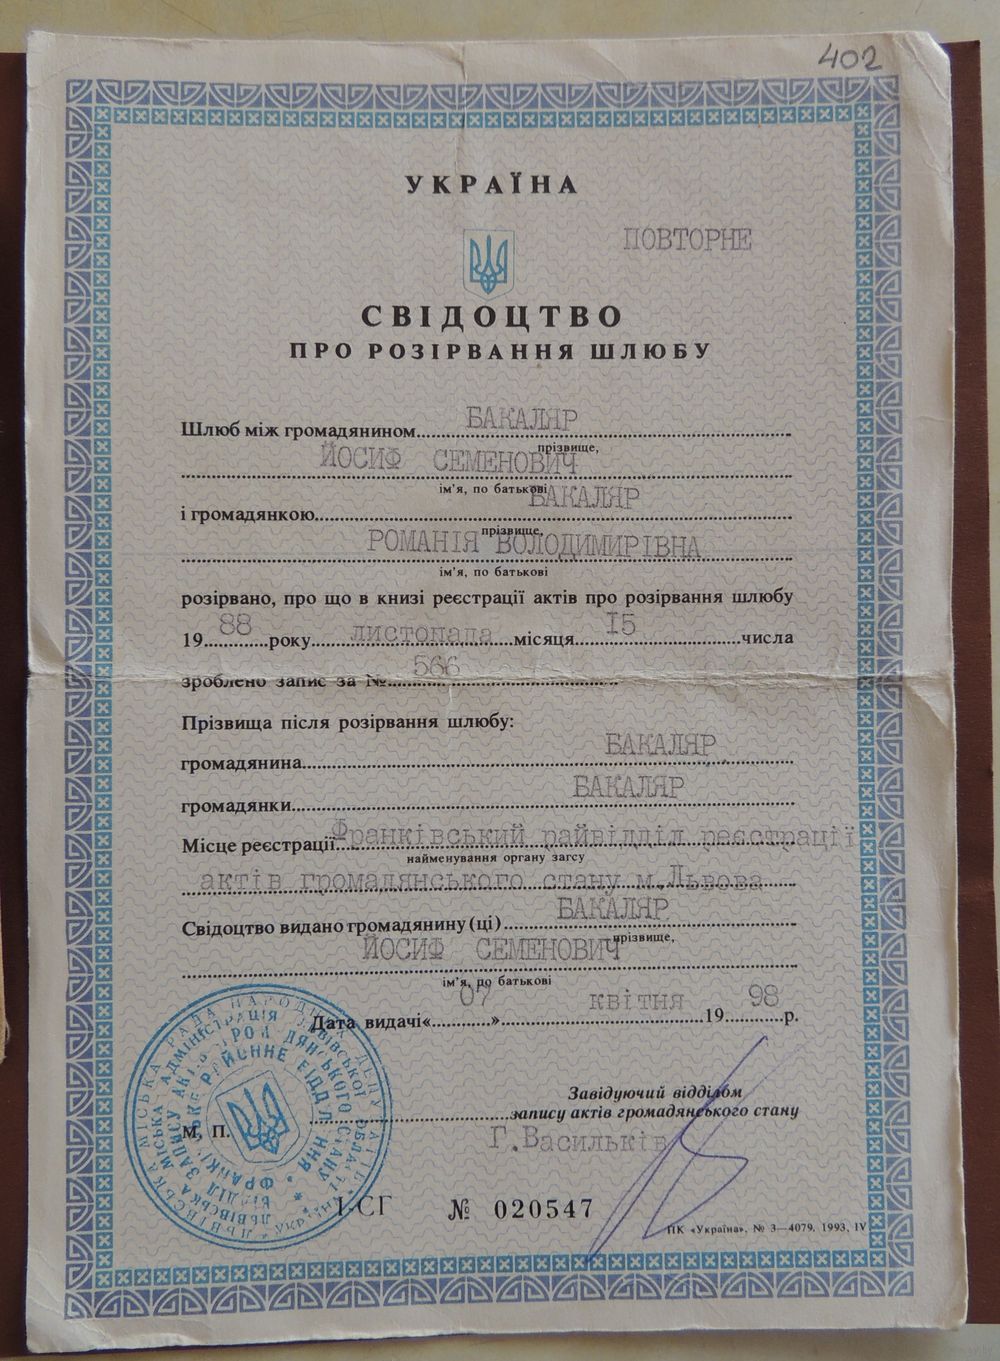 402
УКРАЇНА
ПОВТОРНЕ
СВІДОЦТВО
ПРО РОЗІРВАННЯ ШЛЮБУ
Шлюб між громадянином БАКАЛЯР
прізвище,
ЙОСИФ СЕМЕНОВИЧ
ім'я, по батькові
і громадянкою БАКАЛЯР
прізвище,
РОМАНІЯ ВОЛОДИМИРІВНА
ім'я, по батькові
розірвано, про що в книзі реєстрації актів про розірвання шлюбу
19 88 року листопада місяця І5 числа
зроблено запис за № 566
Прізвища після розірвання шлюбу:
громадянина БАКАЛЯР
громадянки БАКАЛЯР
Місце реєстрації Франківський райвідділ реєстрації
найменування органу загсу
актів громадянського стану м.Львова
Свідоцтво видано громадянину (ці) БАКАЛЯР
прізвище,
ЙОСИФ СЕМЕНОВИЧ
ім'я, по батькові
Дата видачі « 07 » квітня 19 98 р.
Завідуючий відділом
запису актів громадянського стану
М. П.
Г.Васильків
І-СГ № 020547
ПК «Україна», № 3—4079, 1993, IV